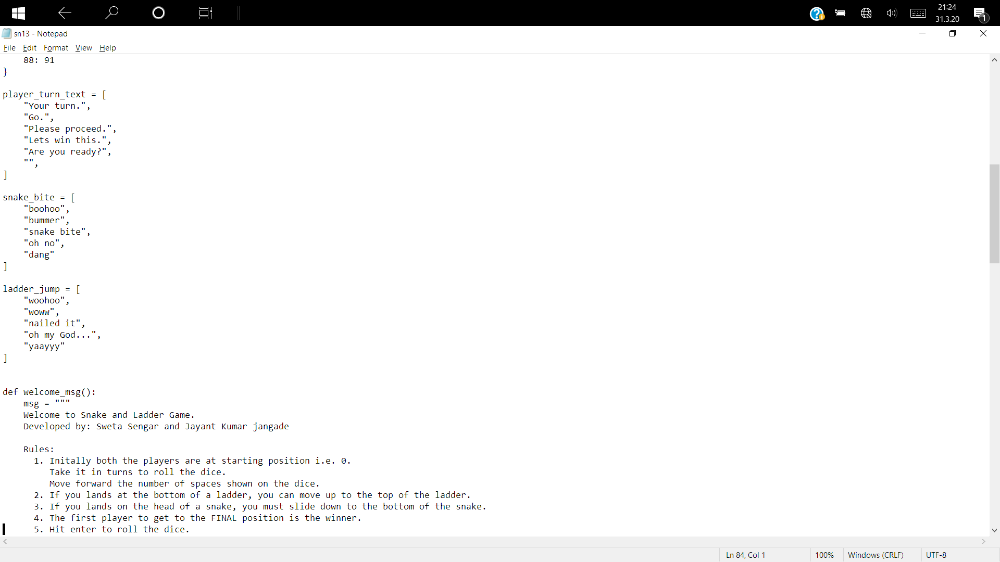 21:24
31.3.20
1
sn13 - Notepad
File Edit Format View Help
    88: 91
}

player_turn_text = [
    "Your turn.",
    "Go.",
    "Please proceed.",
    "Lets win this.",
    "Are you ready?",
    "",
]

snake_bite = [
    "boohoo",
    "bummer",
    "snake bite",
    "oh no",
    "dang"
]

ladder_jump = [
    "woohoo",
    "woww",
    "nailed it",
    "oh my God...",
    "yaayyy"
]

def welcome_msg():
    msg = """
    Welcome to Snake and Ladder Game.
    Developed by: Sweta Sengar and Jayant Kumar jangade

    Rules:
      1. Initally both the players are at starting position i.e. 0.
         Take it in turns to roll the dice.
         Move forward the number of spaces shown on the dice.
      2. If you lands at the bottom of a ladder, you can move up to the top of the ladder.
      3. If you lands on the head of a snake, you must slide down to the bottom of the snake.
      4. The first player to get to the FINAL position is the winner.
      5. Hit enter to roll the dice.
Ln 84, Col 1
100%
Windows (CRLF)
UTF-8